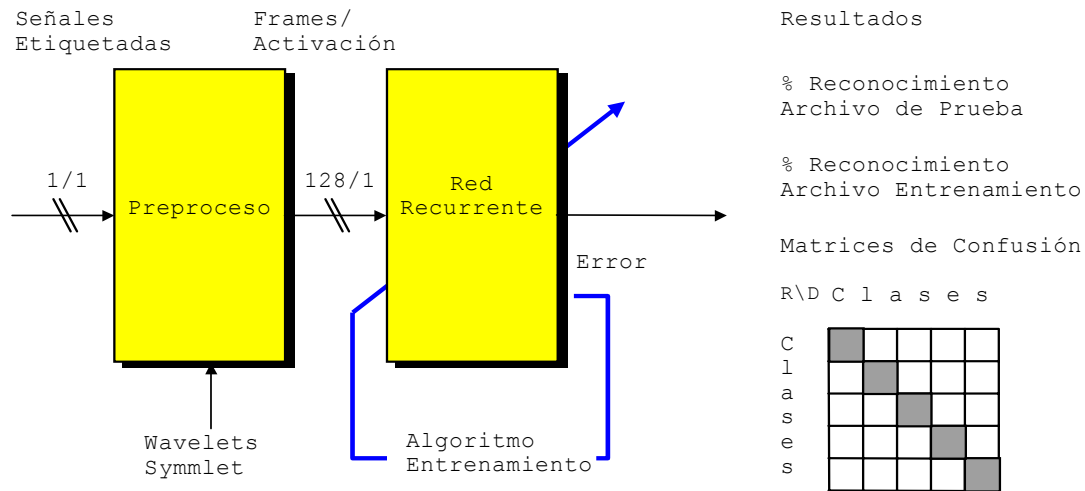 Señales
Etiquetadas
Frames/
Activación
1/1
Preproceso
128/1
Red
Recurrente
Error
Wavelets
Symmlet
Algoritmo
Entrenamiento
Resultados
% Reconocimiento
Archivo de Prueba
% Reconocimiento
Archivo Entrenamiento
Matrices de Confusión
R\D C l a s e s
C
l
a
s
e
s